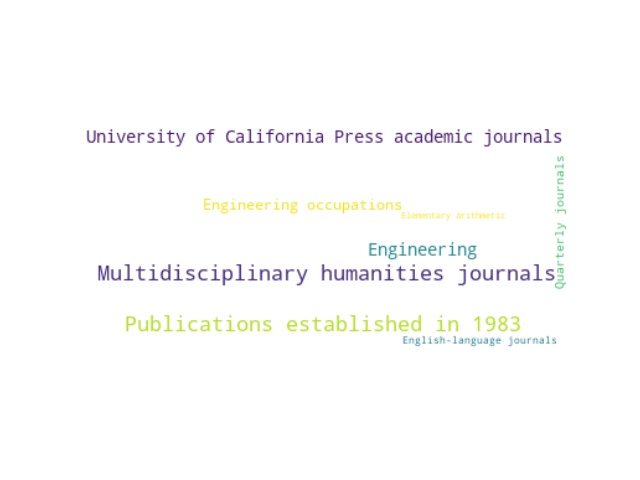 University of California Press academic journals
Quarterly journals
Engineering occupations
Elementary arithmetic
Engineering
Multidisciplinary humanities journals
Publications established in 1983
English-language journals